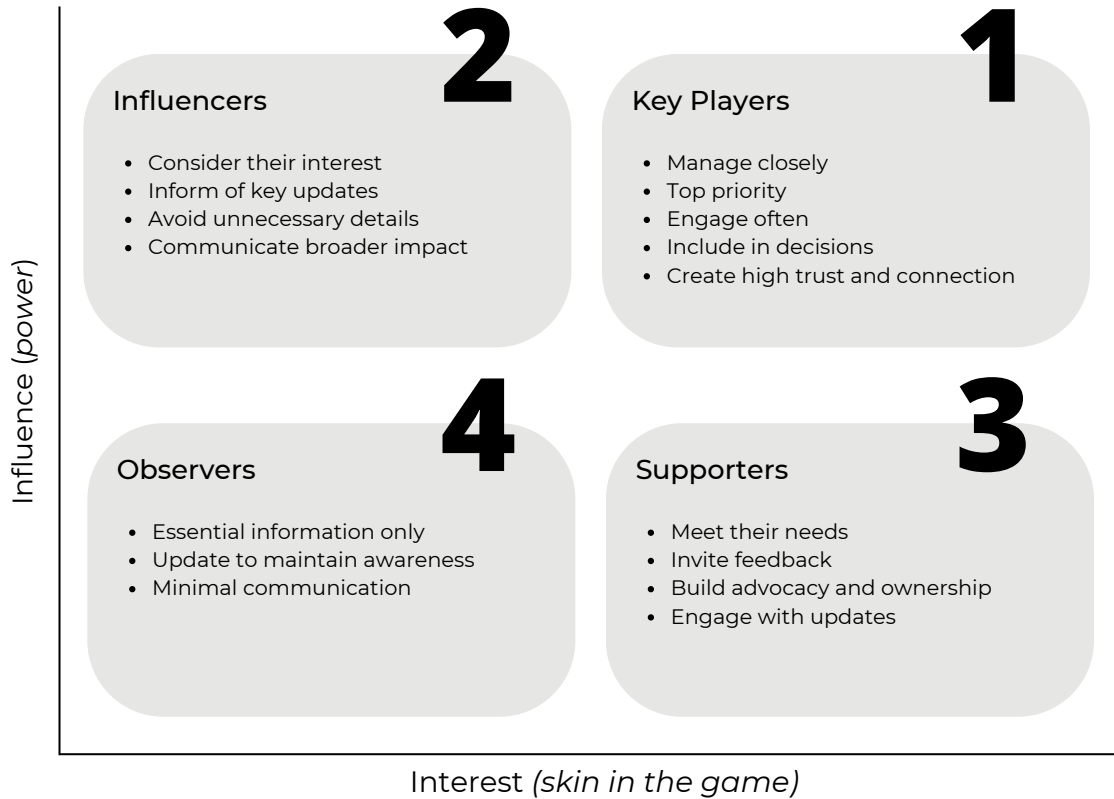 2
Influencers
• Consider their interest
• Inform of key updates
• Avoid unnecessary details
• Communicate broader impact
1
Key Players
• Manage closely
• Top priority
• Engage often
• Include in decisions
• Create high trust and connection
4
Observers
• Essential information only
• Update to maintain awareness
• Minimal communication
3
Supporters
• Meet their needs
• Invite feedback
• Build advocacy and ownership
• Engage with updates
Influence (power)
Interest (skin in the game)